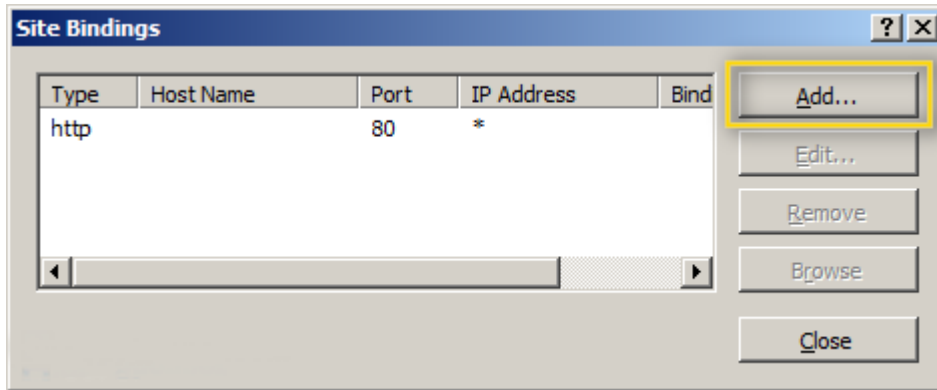 Site Bindings
Type Host Name Port IP Address Bind
http 80 *
Add...
Edit...
Remove
Browse
Close